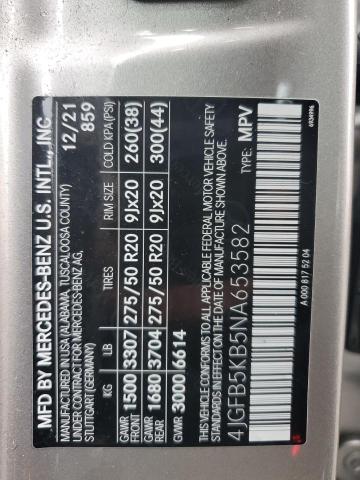 MFD BY MERCEDES-BENZ U.S. INTL., INC.
MANUFACTURED IN USA (ALABAMA, TUSCALOOSA COUNTY)
UNDER LICENSE FROM MERCEDES-BENZ AG,
STUTTGART (GERMANY)
12/21
859
LB TIRES RIM SIZE COLD KPA(PSI)
GAWR FRONT 1500 3307 275/50 R20 9Jx20 260(38)
GAWR REAR 1680 3704 275/50 R20 9Jx20 300(44)
GVWR 3000 6614
THIS VEHICLE CONFORMS TO ALL APPLICABLE FEDERAL MOTOR VEHICLE SAFETY
STANDARDS IN EFFECT ON THE DATE OF MANUFACTURE SHOWN ABOVE.
4JGFB5KB5NA653582
TYPE: MPV
A 000 817 52 04